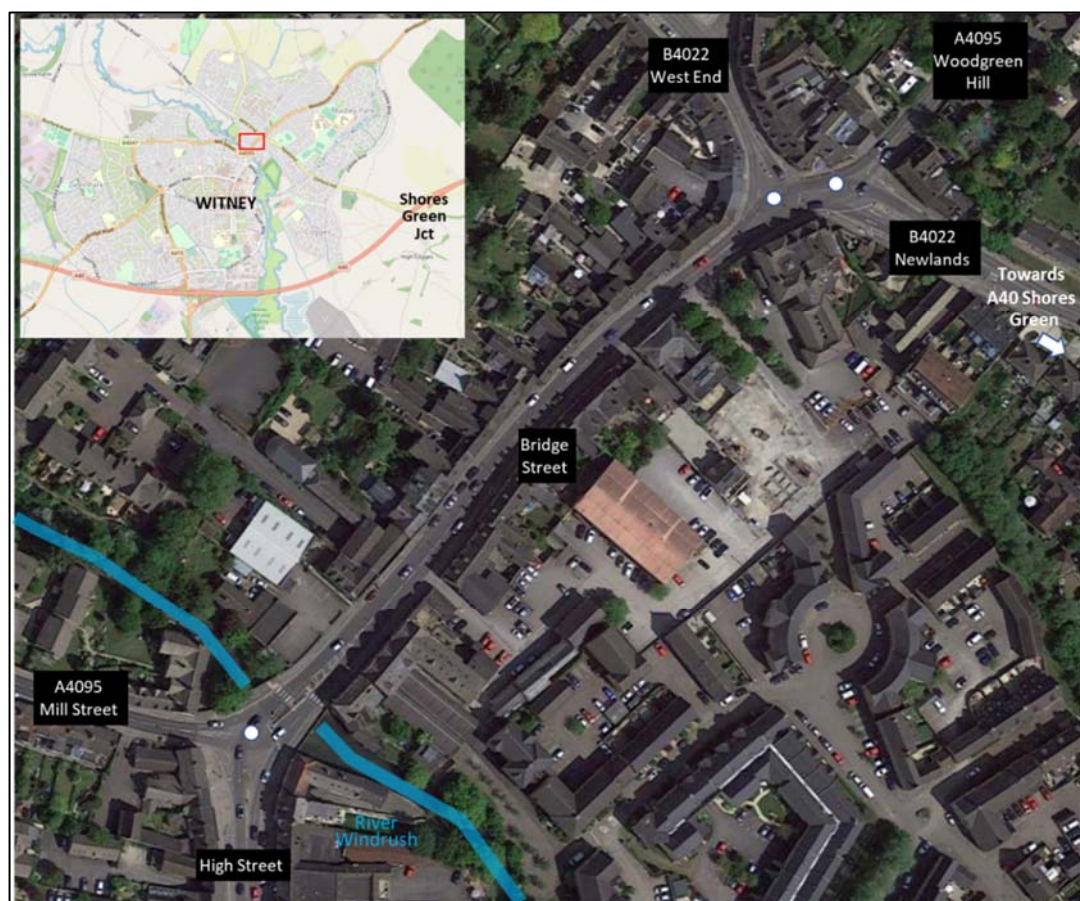 WITNEY
Shores
Green
Jct
B4022
West End
A4095
Woodgreen
Hill
B4022
Newlands
Towards
A40 Shores
Green
Bridge
Street
A4095
Mill Street
River
Windrush
High Street